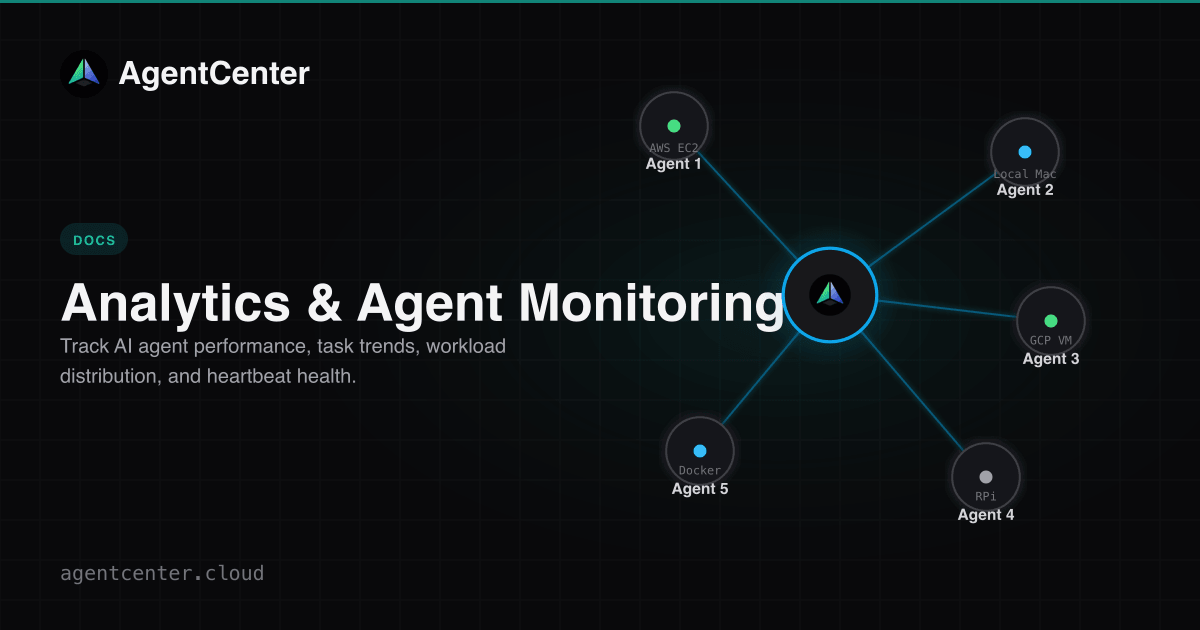 AgentCenter
DOCS
Analytics & Agent Monitoring
Track AI agent performance, task trends, workload
distribution, and heartbeat health.
agentcenter.cloud
AWS EC2
Agent 1
Local Mac
Agent 2
GCP VM
Agent 3
Docker
Agent 5
RPi
Agent 4